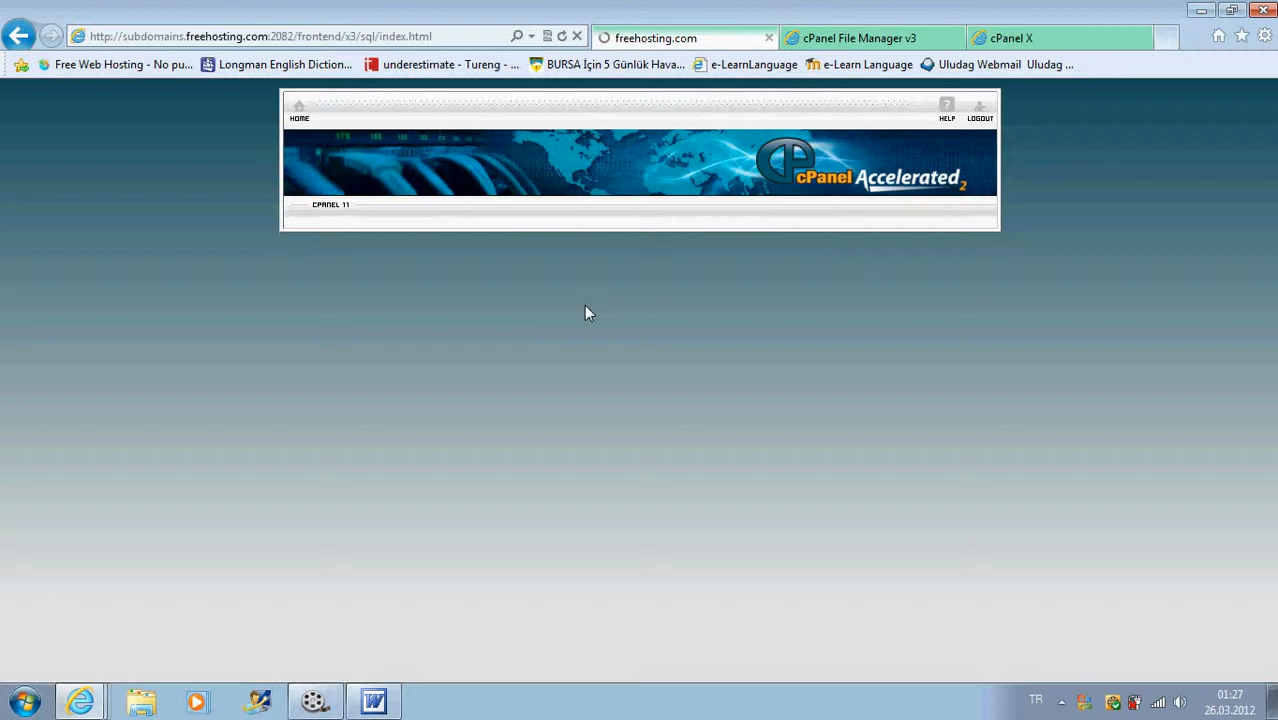 http://subdomains.freehosting.com:2082/frontend/x3/sql/index.html
freehosting.com
cPanel File Manager v3
cPanel X
Free Web Hosting - No pu...
Longman English Diction...
underestimate - Tureng - ...
BURSA İçin 5 Günlük Hava...
e-LearnLanguage
e-Learn Language
Uludag Webmail Uludag ...
HOME
HELP
LOGOUT
cPanel Accelerated2
CPANEL 11
TR
01:27
26.03.2012